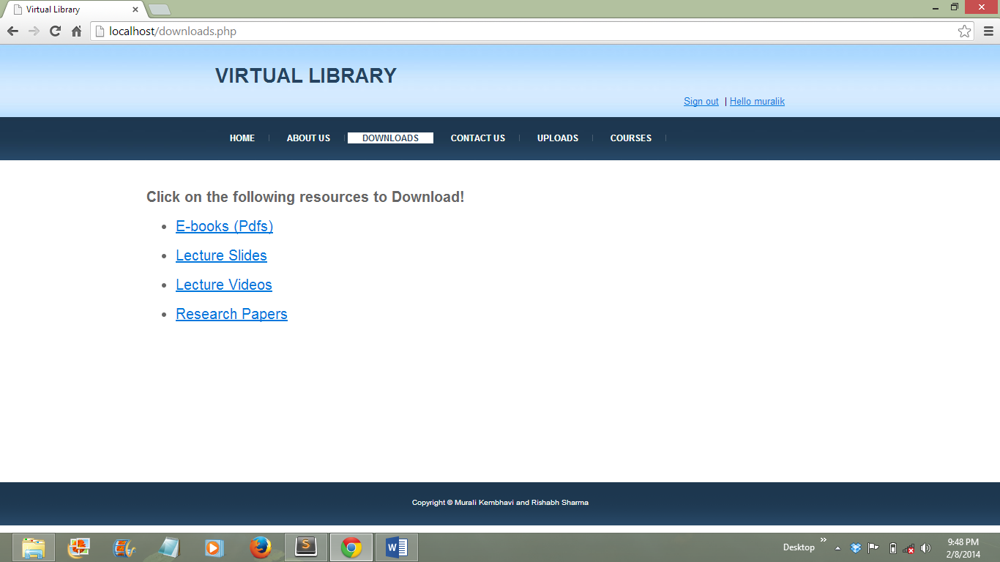 Virtual Library
localhost/downloads.php
VIRTUAL LIBRARY
Sign out | Hello muralik
HOME ABOUT US DOWNLOADS CONTACT US UPLOADS COURSES
Click on the following resources to Download!
• E-books (Pdfs)
• Lecture Slides
• Lecture Videos
• Research Papers
Copyright © Murali Kembhavi and Rishabh Sharma
Desktop
9:48 PM
2/8/2014